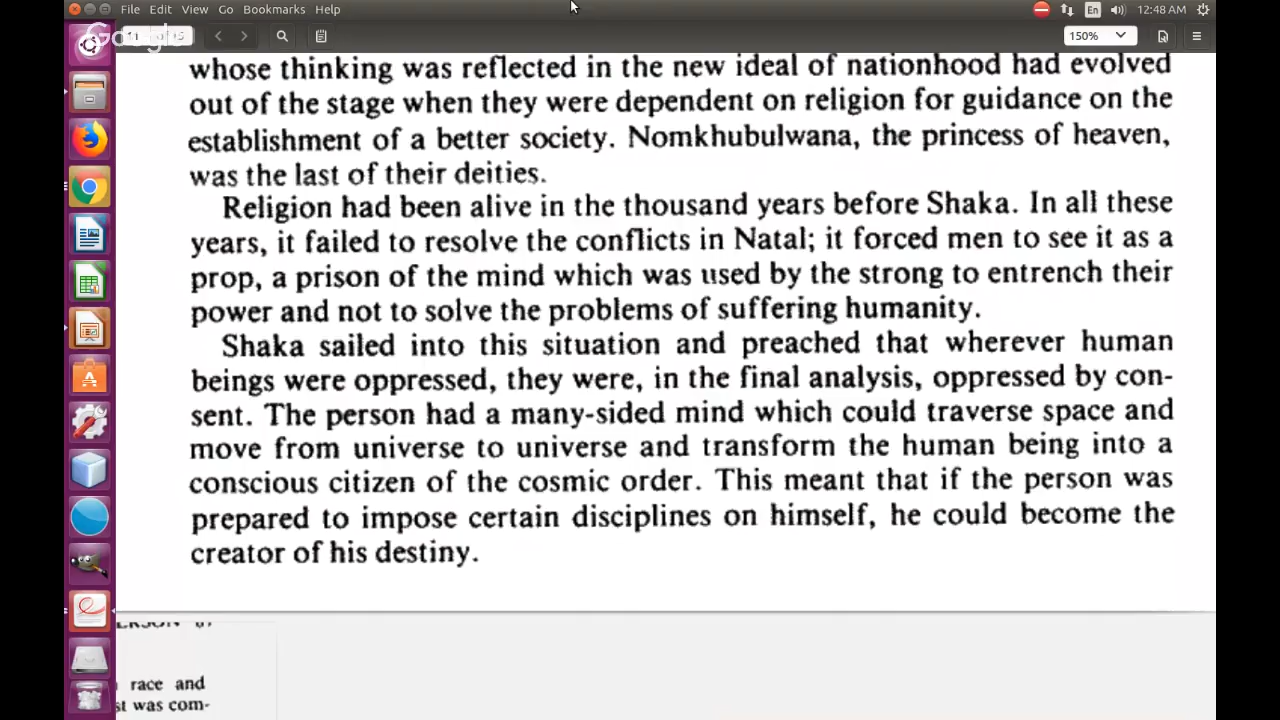 File Edit View Go Bookmarks Help
En
12:48 AM
Google
150%
whose thinking was reflected in the new ideal of nationhood had evolved
out of the stage when they were dependent on religion for guidance on the
establishment of a better society. Nomkhubulwana, the princess of heaven,
was the last of their deities.
Religion had been alive in the thousand years before Shaka. In all these
years, it failed to resolve the conflicts in Natal; it forced men to see it as a
prop, a prison of the mind which was used by the strong to entrench their
power and not to solve the problems of suffering humanity.
Shaka sailed into this situation and preached that wherever human
beings were oppressed, they were, in the final analysis, oppressed by con-
sent. The person had a many-sided mind which could traverse space and
move from universe to universe and transform the human being into a
conscious citizen of the cosmic order. This meant that if the person was
prepared to impose certain disciplines on himself, he could become the
creator of his destiny.
race and
st was com-